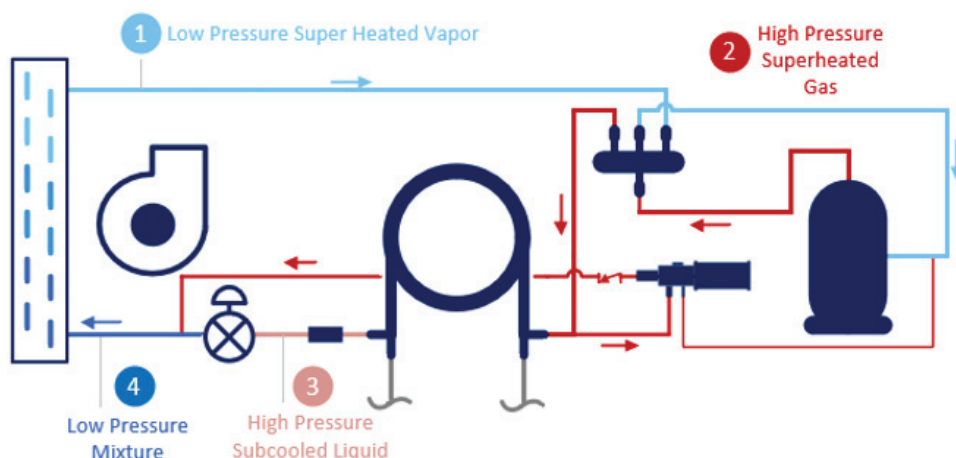 1 Low Pressure Super Heated Vapor
2 High Pressure
Superheated
Gas
4
Low Pressure
Mixture
3
High Pressure
Subcooled Liquid